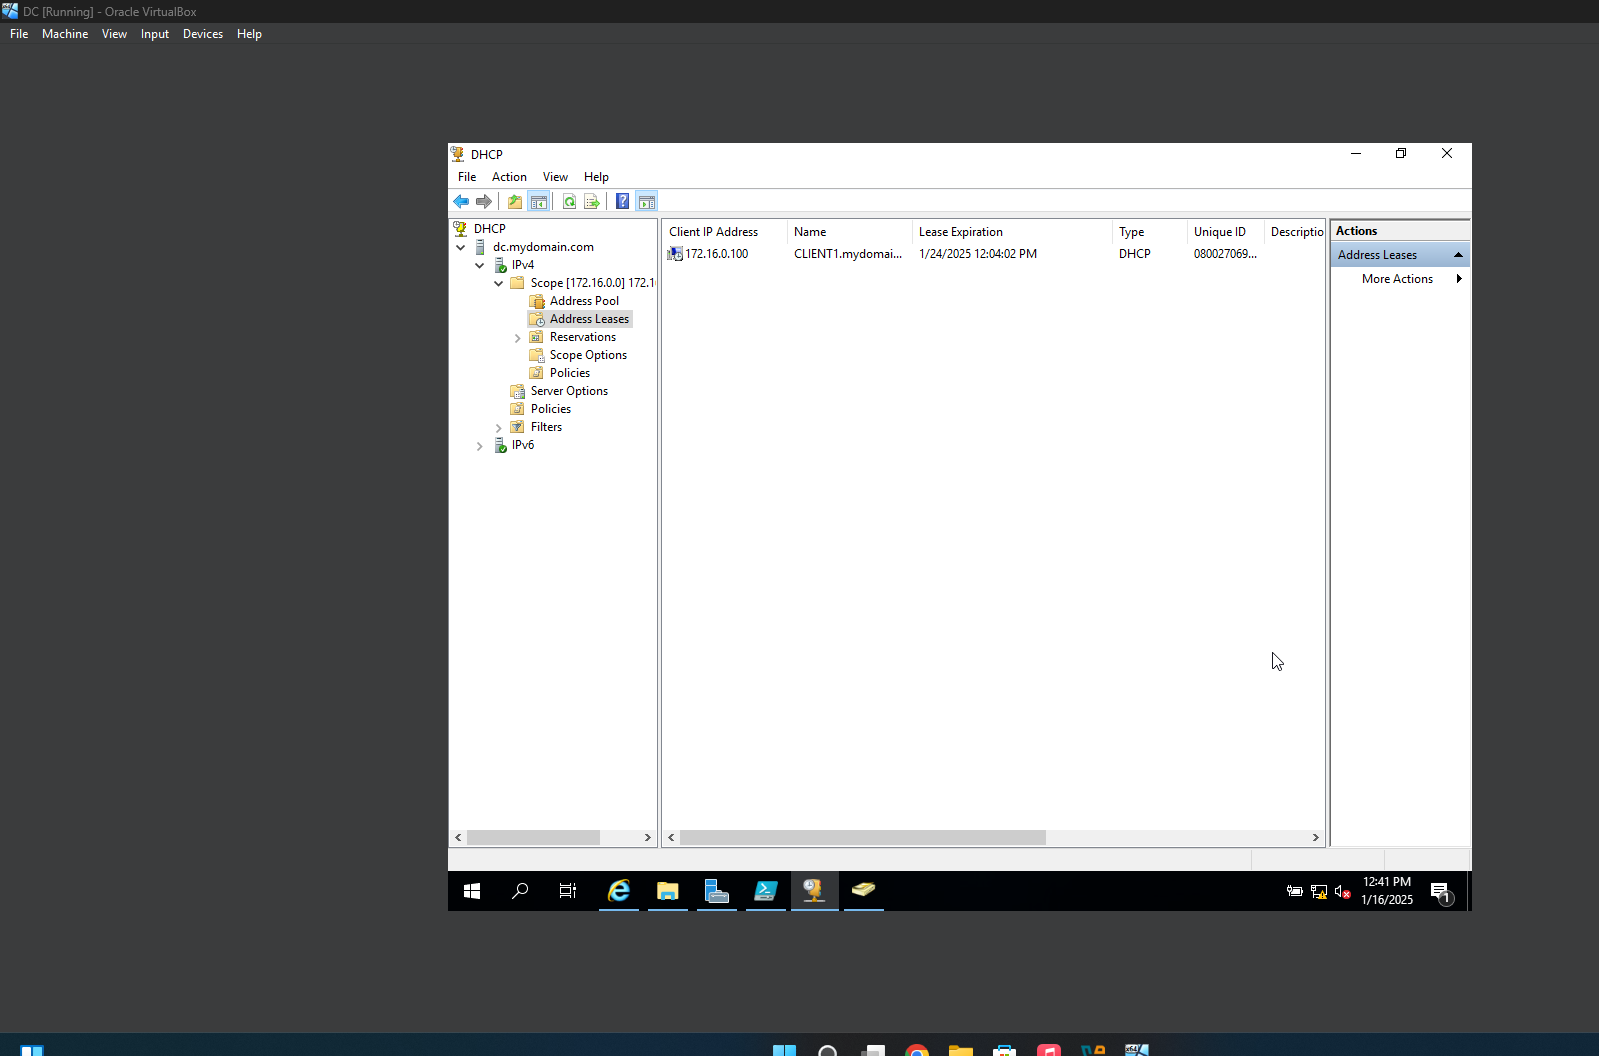 DC [Running] - Oracle VirtualBox
File Machine View Input Devices Help
DHCP
File Action View Help
DHCP
dc.mydomain.com
IPv4
Scope [172.16.0.0] 172.1
Address Pool
Address Leases
Reservations
Scope Options
Policies
Server Options
Policies
Filters
IPv6
Client IP Address Name Lease Expiration Type Unique ID Descriptio
172.16.0.100 CLIENT1.mydomai... 1/24/2025 12:04:02 PM DHCP 080027069...
Actions
Address Leases
More Actions
12:41 PM
1/16/2025
1